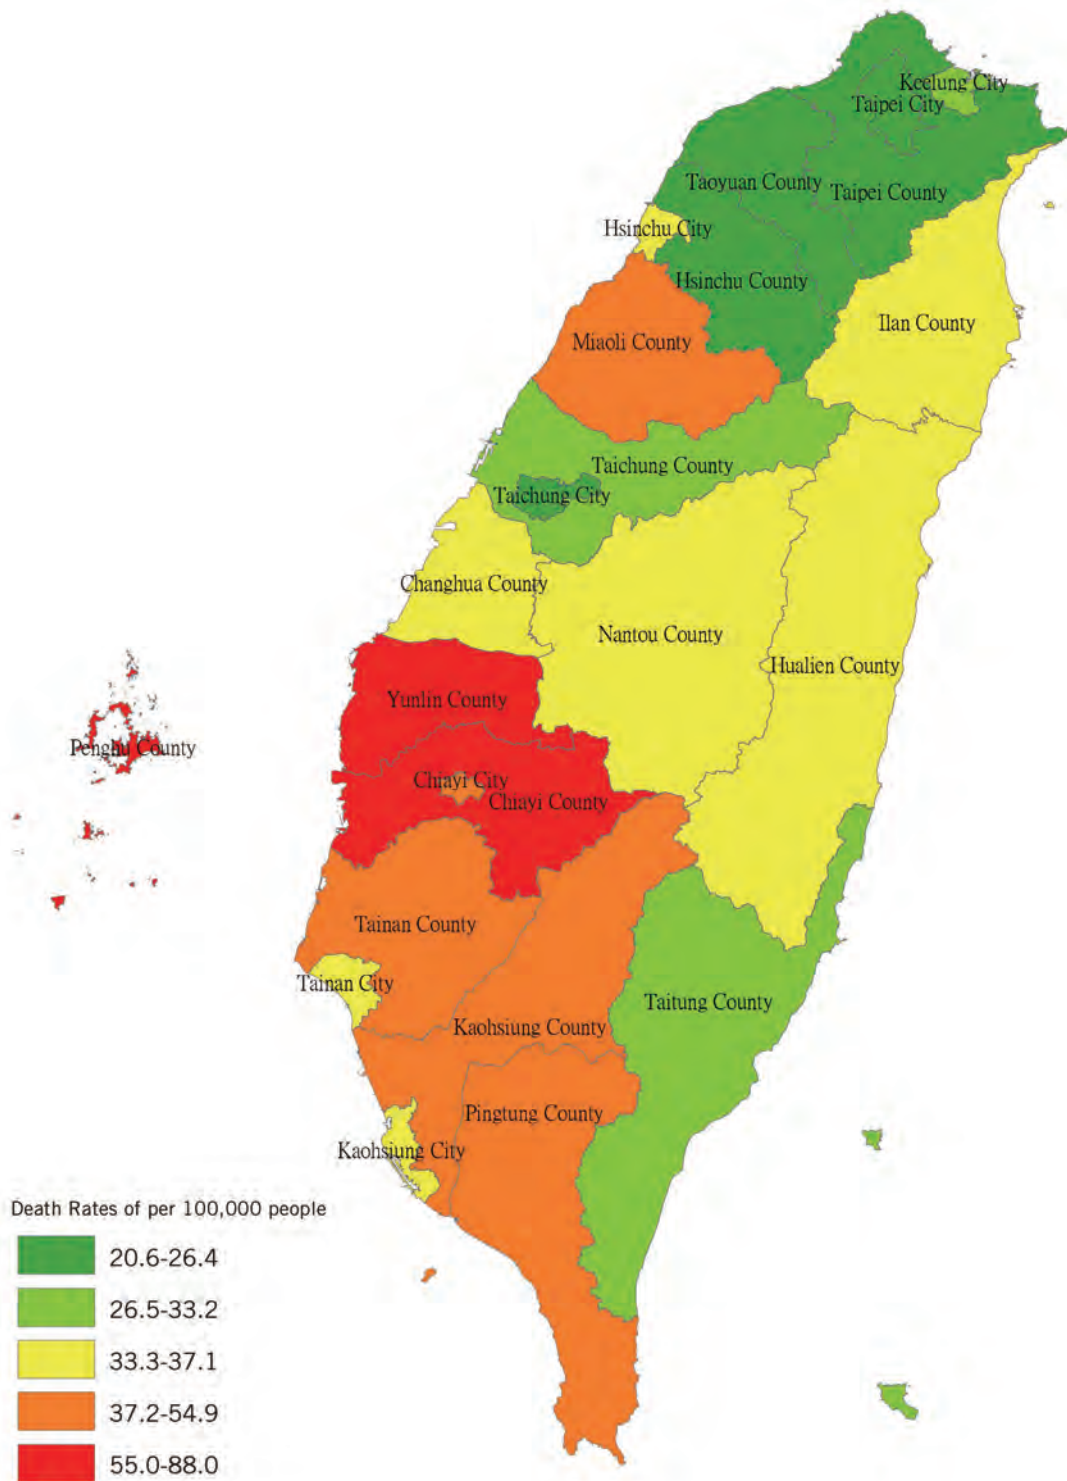 Keelung City
Taipei City
Taoyuan County
Taipei County
Hsinchu City
Hsinchu County
Ilan County
Miaoli County
Taichung County
Taichung City
Changhua County
Nantou County
Hualien County
Yunlin County
Penghu County
Chiayi City
Chiayi County
Tainan County
Tainan City
Taitung County
Kaohsiung County
Pingtung County
Kaohsiung City
Death Rates of per 100,000 people
20.6-26.4
26.5-33.2
33.3-37.1
37.2-54.9
55.0-88.0